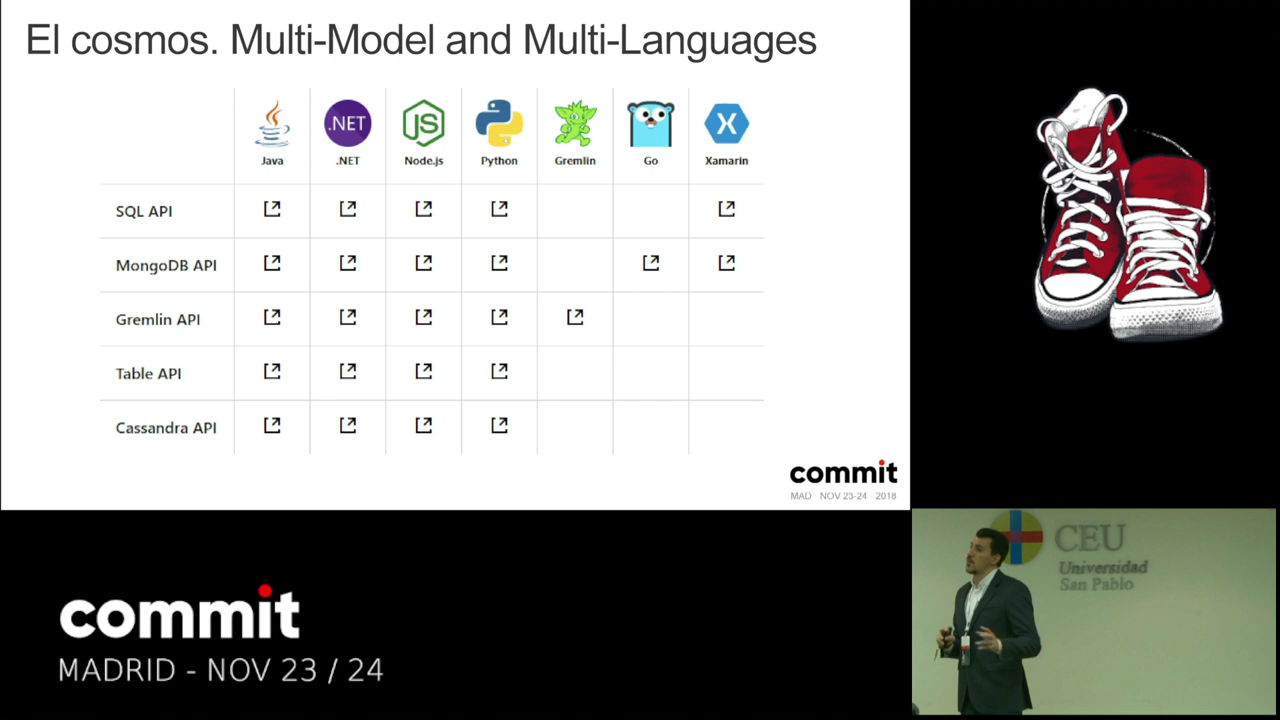 El cosmos. Multi-Model and Multi-Languages
.NET
JS
X
Java
.NET
Node.js
Python
Gremlin
Go
Xamarin
SQL API
MongoDB API
Gremlin API
Table API
Cassandra API
commit
MAD NOV 23-24 2018
CEU
Universidad
San Pablo
commit
MADRID - NOV 23 / 24